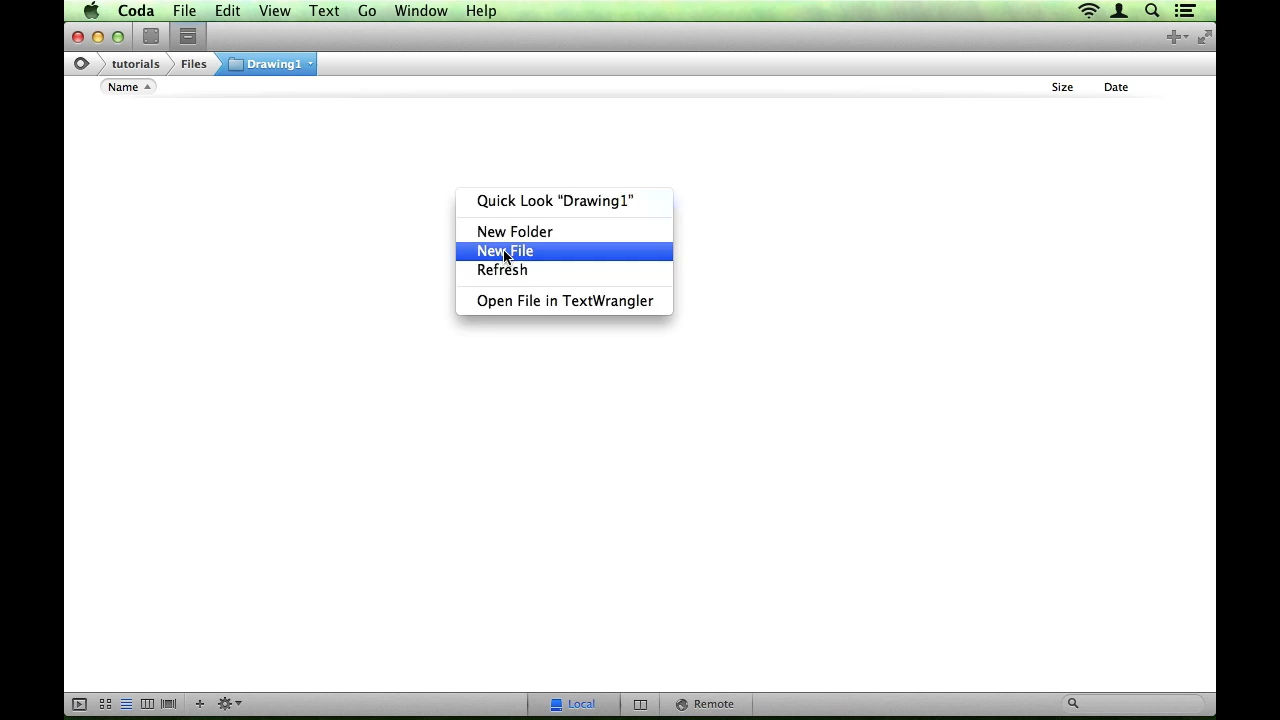 Coda File Edit View Text Go Window Help
tutorials Files Drawing1
Name Size Date
Quick Look “Drawing1”
New Folder
New File
Refresh
Open File in TextWrangler
Local Remote